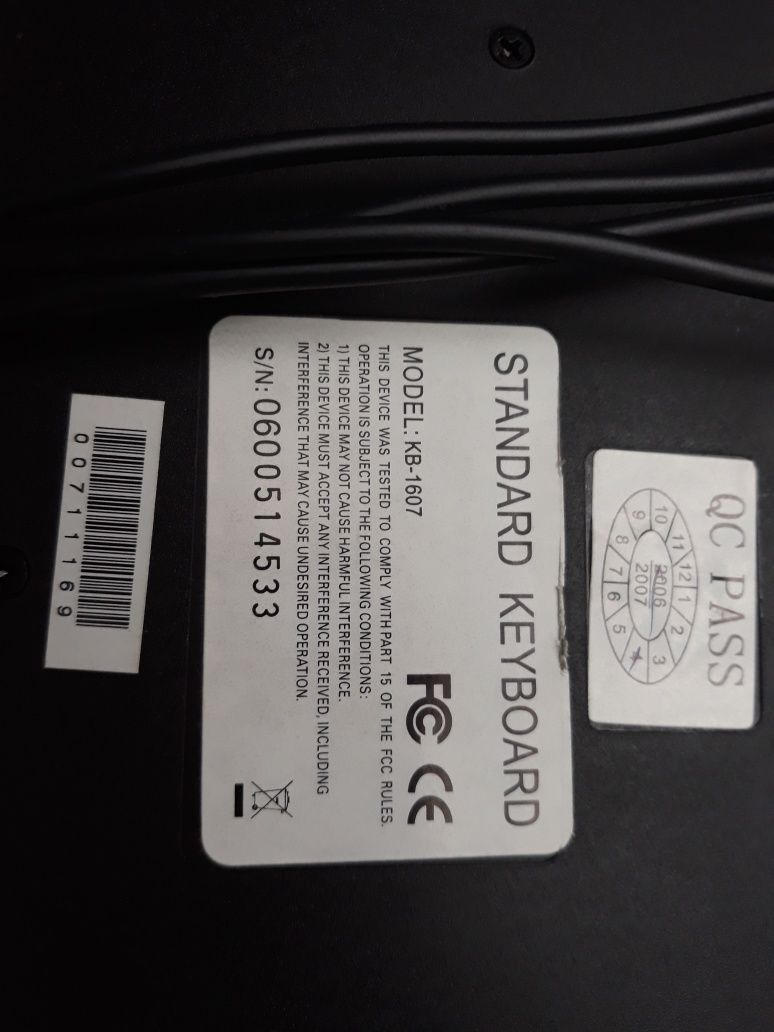 QC PASS
10 11 12 1 2 3
9 2006
2007
8 7 6 5 4
STANDARD KEYBOARD
MODEL: KB-1607 FC CE
THIS DEVICE WAS TESTED TO COMPLY WITH PART 15 OF THE FCC RULES.
OPERATION IS SUBJECT TO THE FOLLOWING CONDITIONS:
1) THIS DEVICE MAY NOT CAUSE HARMFUL INTERFERENCE.
2) THIS DEVICE MUST ACCEPT ANY INTERFERENCE RECEIVED, INCLUDING
INTERFERENCE THAT MAY CAUSE UNDESIRED OPERATION.
S/N: 0600514533
00711169